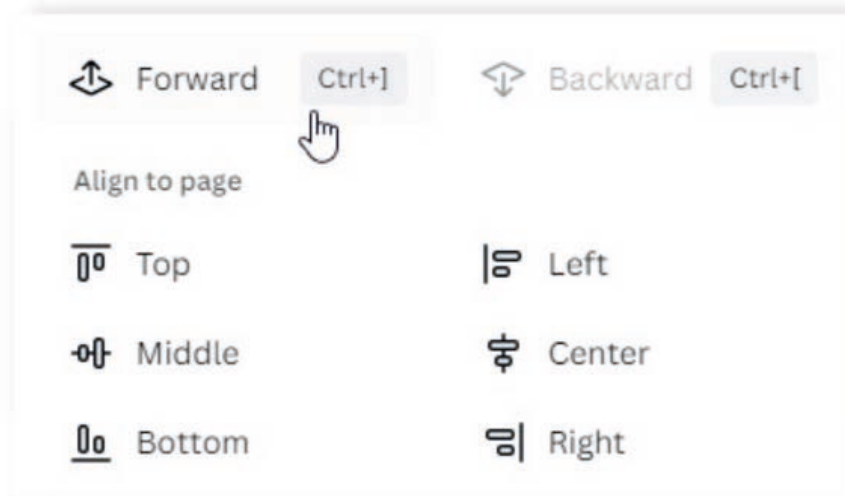 Forward Ctrl+] Backward Ctrl+[
Align to page
Top Left
Middle Center
Bottom Right